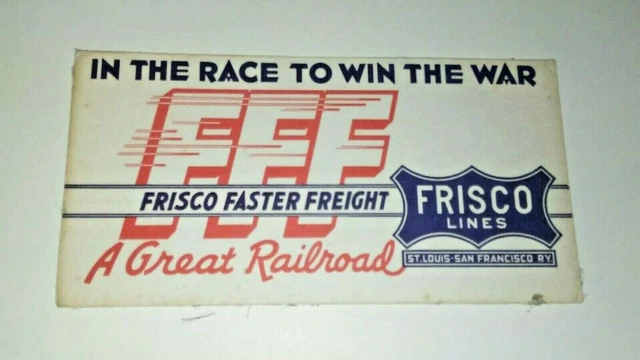 IN THE RACE TO WIN THE WAR
FFF
FRISCO FASTER FREIGHT
A Great Railroad
FRISCO
LINES
ST. LOUIS-SAN FRANCISCO RY.